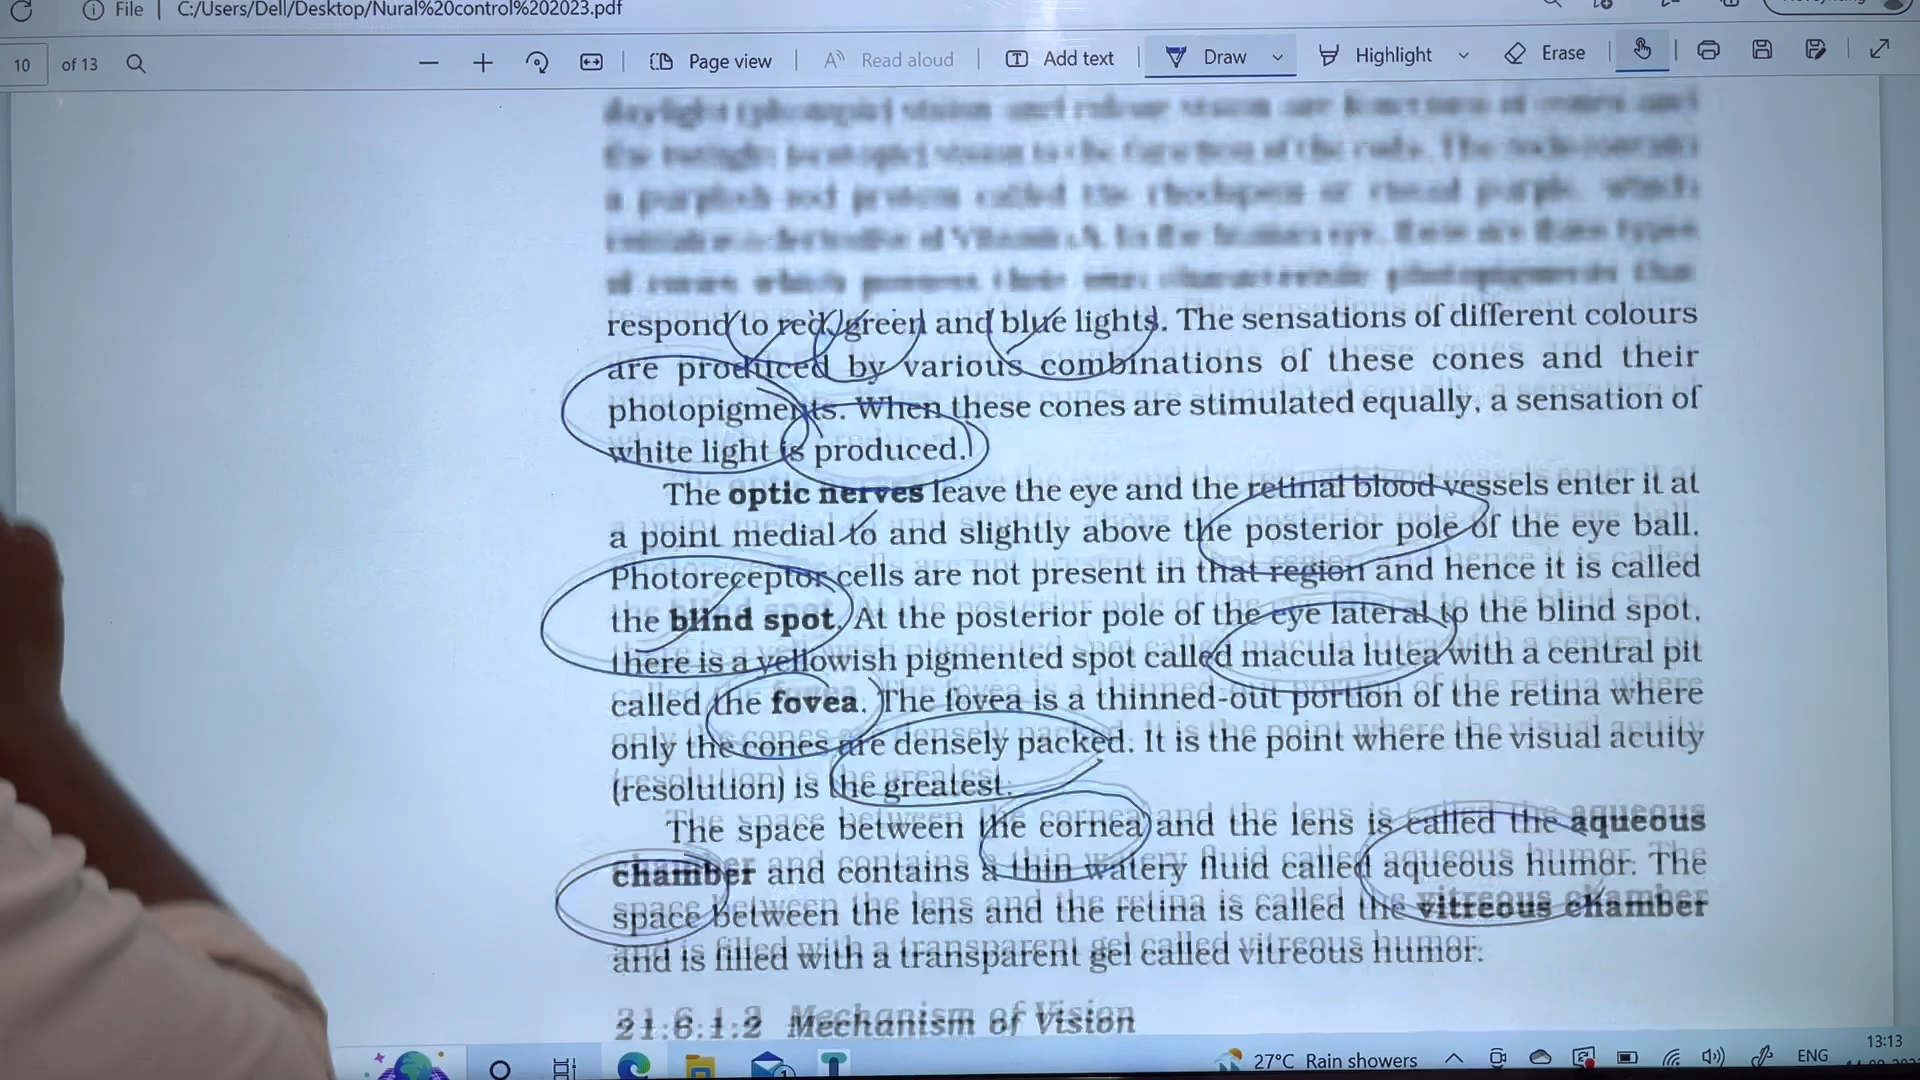 File | C:/Users/Dell/Desktop/Nural%20control%202023.pdf
10 of 13 Page view Read aloud Add text Draw Highlight Erase
respond to red, green and blue lights. The sensations of different colours
are produced by various combinations of these cones and their
photopigments. When these cones are stimulated equally, a sensation of
white light is produced.
The optic nerves leave the eye and the retinal blood vessels enter it at
a point medial to and slightly above the posterior pole of the eye ball.
Photoreceptor cells are not present in that region and hence it is called
the blind spot. At the posterior pole of the eye lateral to the blind spot,
there is a yellowish pigmented spot called macula lutea with a central pit
called the fovea. The fovea is a thinned-out portion of the retina where
only the cones are densely packed. It is the point where the visual acuity
(resolution) is the greatest.
The space between the cornea and the lens is called the aqueous
chamber and contains a thin watery fluid called aqueous humor. The
space between the lens and the retina is called the vitreous chamber
and is filled with a transparent gel called vitreous humor.
21.6.1.2 Mechanism of Vision
27°C Rain showers ENG 13:13